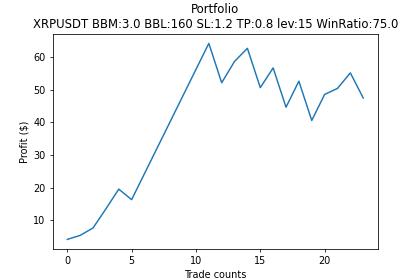 Portfolio
XRPUSDT BBM:3.0 BBL:160 SL:1.2 TP:0.8 lev:15 WinRatio:75.0
60
50
40
30
20
10
Profit ($)
0
5
10
15
20
Trade counts